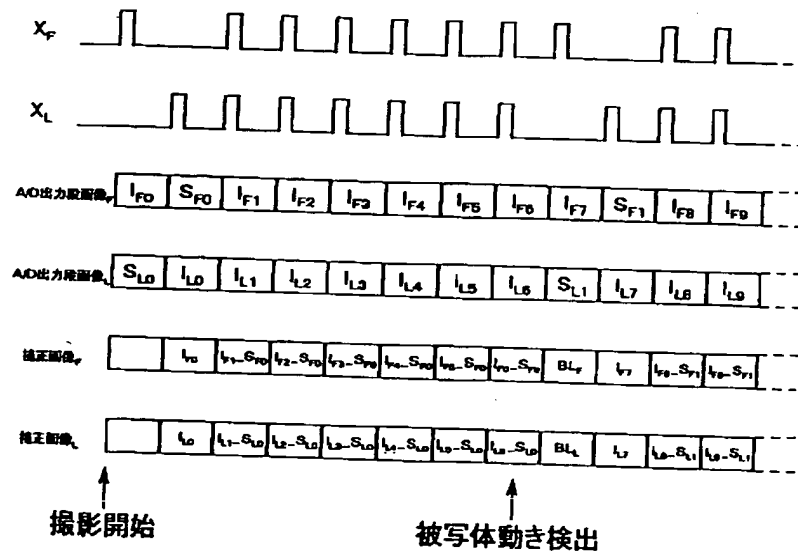 X_F
X_L
A/D出力段画像_F I_F0 S_F0 I_F1 I_F2 I_F3 I_F4 I_F5 I_F6 I_F7 S_F1 I_F8 I_F9
A/D出力段画像_L S_L0 I_L0 I_L1 I_L2 I_L3 I_L4 I_L5 I_L6 S_L1 I_L7 I_L8 I_L9
補正画像_F I_F0 I_F1-S_F0 I_F2-S_F0 I_F3-S_F0 I_F4-S_F0 I_F5-S_F0 I_F6-S_F0 BL_F I_F7 I_F8-S_F1 I_F9-S_F1
補正画像_L I_L0 I_L1-S_L0 I_L2-S_L0 I_L3-S_L0 I_L4-S_L0 I_L5-S_L0 I_L6-S_L0 BL_L I_L7 I_L8-S_L1 I_L9-S_L1
撮影開始
被写体動き検出